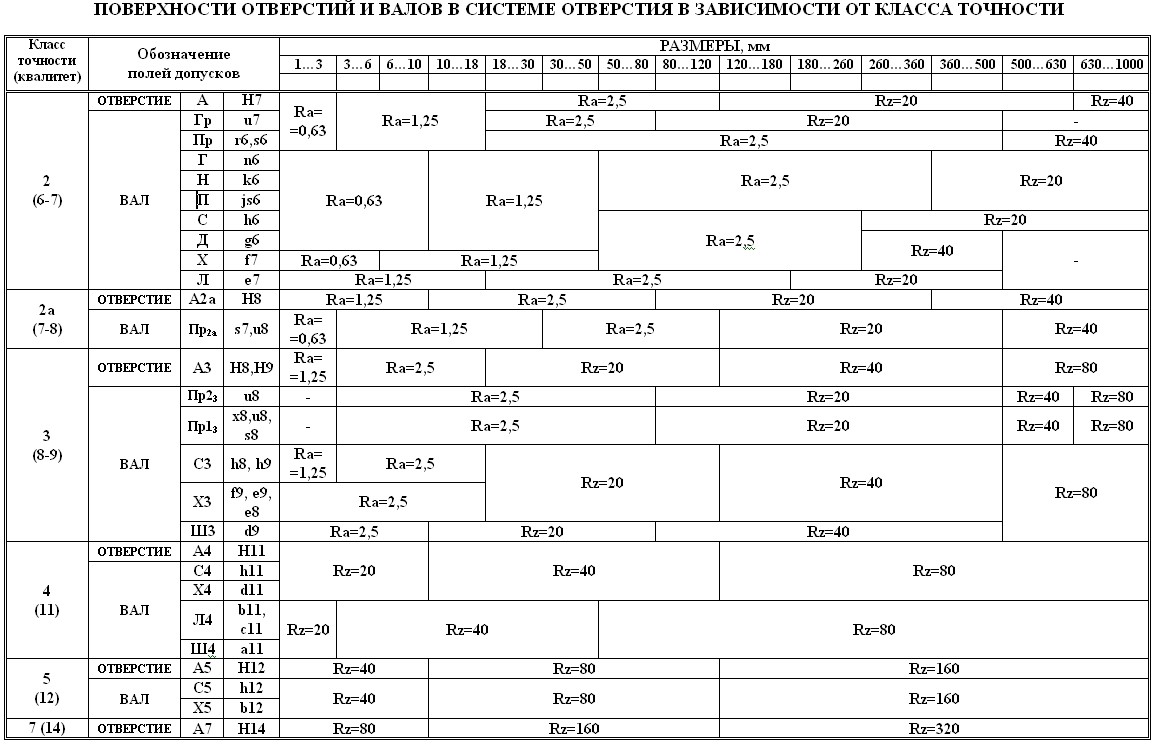 ПОВЕРХНОСТИ ОТВЕРСТИЙ И ВАЛОВ В СИСТЕМЕ ОТВЕРСТИЯ В ЗАВИСИМОСТИ ОТ КЛАССА ТОЧНОСТИ
Класс точности (квалитет) Обозначение полей допусков РАЗМЕРЫ, мм
1...3 3...6 6...10 10...18 18...30 30...50 50...80 80...120 120...180 180...260 260...360 360...500 500...630 630...1000
2 (6-7) ОТВЕРСТИЕ А H7 Ra= =0,63 Ra=1,25 Ra=2,5 Rz=20 Rz=40
ВАЛ Гр u7 Ra=2,5 Rz=20 -
Пр r6,s6 Ra=2,5 Rz=40
Г n6 Ra=0,63 Ra=1,25 Ra=2,5 Rz=20
Н k6
П js6
С h6 Ra=2,5 Rz=20
Д g6 Rz=40 -
Х f7 Ra=0,63 Ra=1,25
Л e7 Ra=1,25 Ra=2,5 Rz=20
2а (7-8) ОТВЕРСТИЕ А2а H8 Ra=1,25 Ra=2,5 Rz=20 Rz=40
ВАЛ Пр2а s7,u8 Ra= =0,63 Ra=1,25 Ra=2,5 Rz=20 Rz=40
3 (8-9) ОТВЕРСТИЕ А3 H8,H9 Ra= =1,25 Ra=2,5 Rz=20 Rz=40 Rz=80
ВАЛ Пр23 u8 - Ra=2,5 Rz=20 Rz=40 Rz=80
Пр13 x8,u8, s8 - Ra=2,5 Rz=20 Rz=40 Rz=80
С3 h8, h9 Ra= =1,25 Ra=2,5 Rz=20 Rz=40 Rz=80
Х3 f9, e9, e8 Ra=2,5
Ш3 d9 Ra=2,5 Rz=20 Rz=40
4 (11) ОТВЕРСТИЕ А4 H11 Rz=20 Rz=40 Rz=80
ВАЛ С4 h11
Х4 d11
Л4 b11, c11 Rz=20 Rz=40 Rz=80
Ш4 a11
5 (12) ОТВЕРСТИЕ А5 H12 Rz=40 Rz=80 Rz=160
ВАЛ С5 h12 Rz=40 Rz=80 Rz=160
Х5 b12
7 (14) ОТВЕРСТИЕ А7 H14 Rz=80 Rz=160 Rz=320